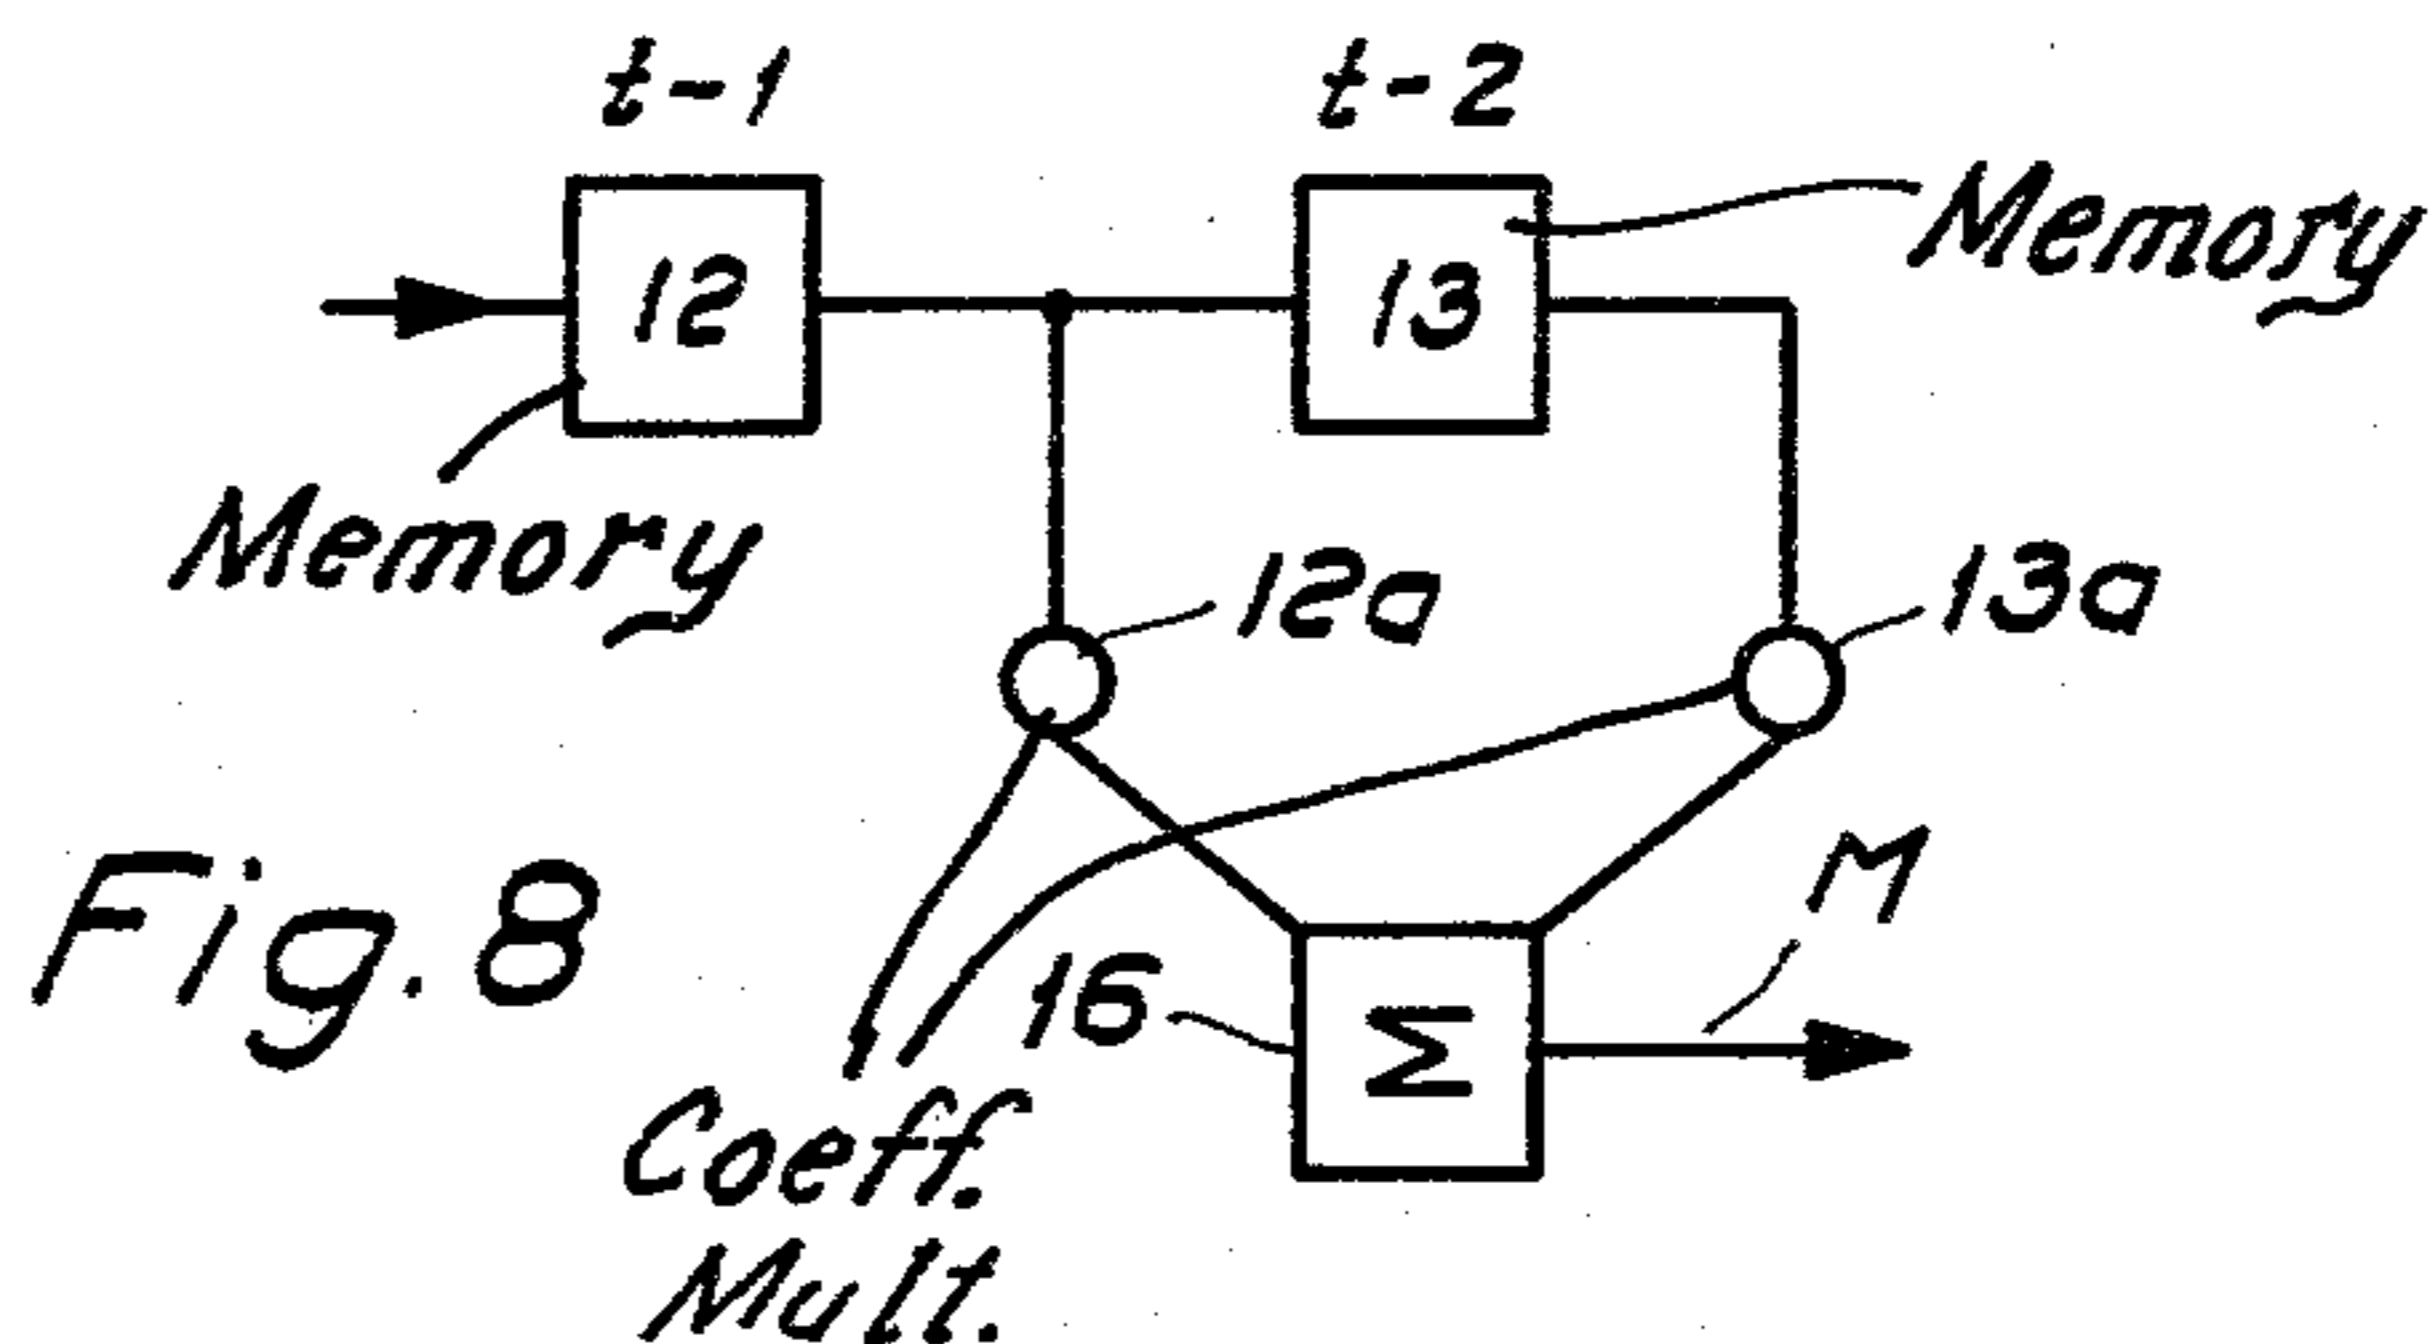 t-1
t-2
12
13
Memory
Memory
12a
13a
M
Fig. 8
16
Σ
Coeff.
Mult.